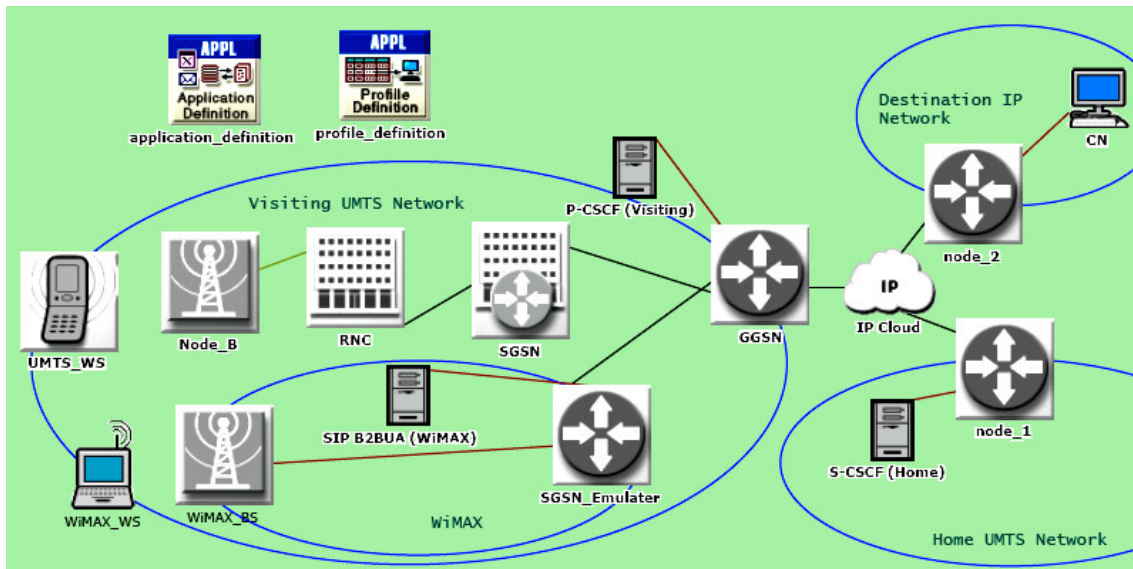 APPL
Application
Definition
application_definition
APPL
Profille
Definition
profile_definition
Destination IP
Network
CN
P-CSCF (Visiting)
Visiting UMTS Network
node_2
UMTS_WS
Node_B
RNC
SGSN
GGSN
IP
IP Cloud
node_1
SIP B2BUA (WiMAX)
S-CSCF (Home)
WiMAX_WS
WiMAX_BS
SGSN_Emulater
WiMAX
Home UMTS Network